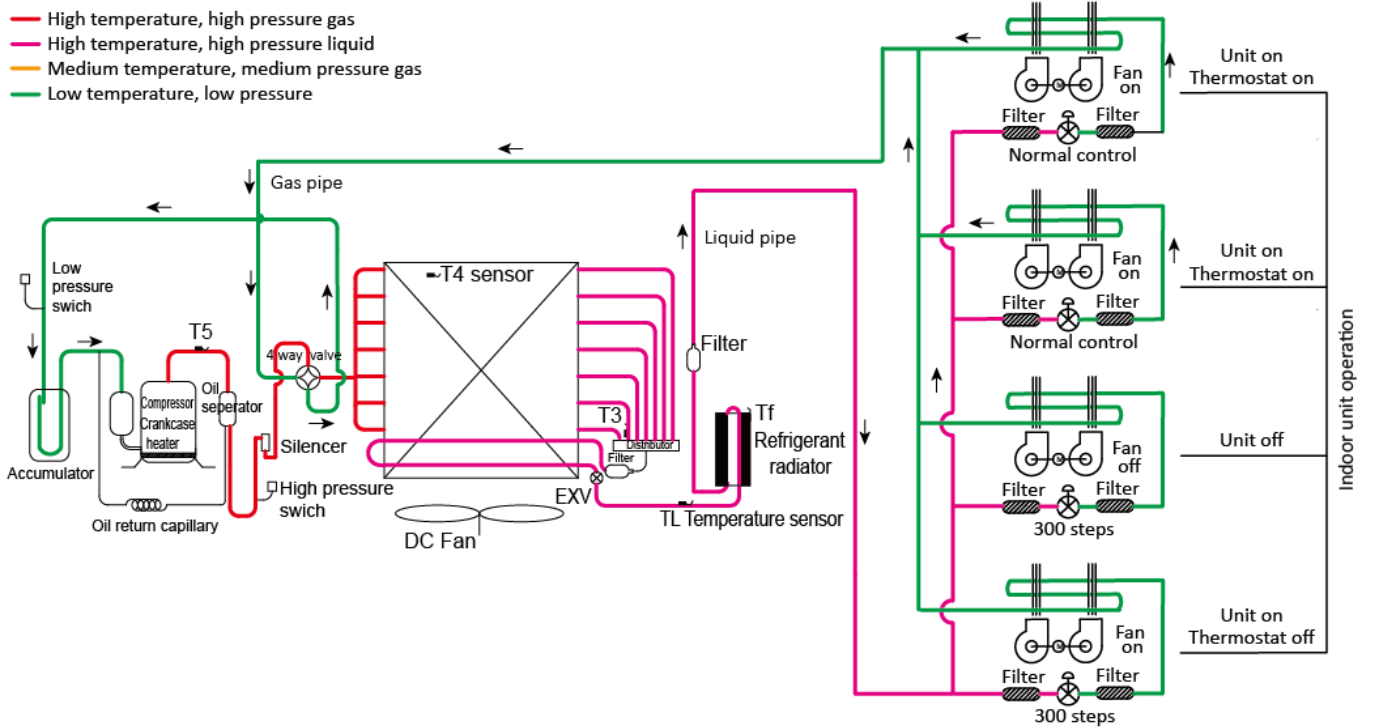 High temperature, high pressure gas
High temperature, high pressure liquid
Medium temperature, medium pressure gas
Low temperature, low pressure
Gas pipe
Low
pressure
swich
T5
Accumulator
Compressor
Crankcase
heater
Oil
seperator
Oil return capillary
Silencer
High pressure
swich
4 way valve
T4 sensor
DC Fan
T3
Distributor
Filter
EXV
TL Temperature sensor
Liquid pipe
Filter
Tf
Refrigerant
radiator
Fan
on
Filter
Filter
Normal control
Unit on
Thermostat on
Fan
on
Filter
Filter
Normal control
Unit on
Thermostat on
Fan
off
Filter
Filter
300 steps
Unit off
Fan
on
Filter
Filter
300 steps
Unit on
Thermostat off
Indoor unit operation